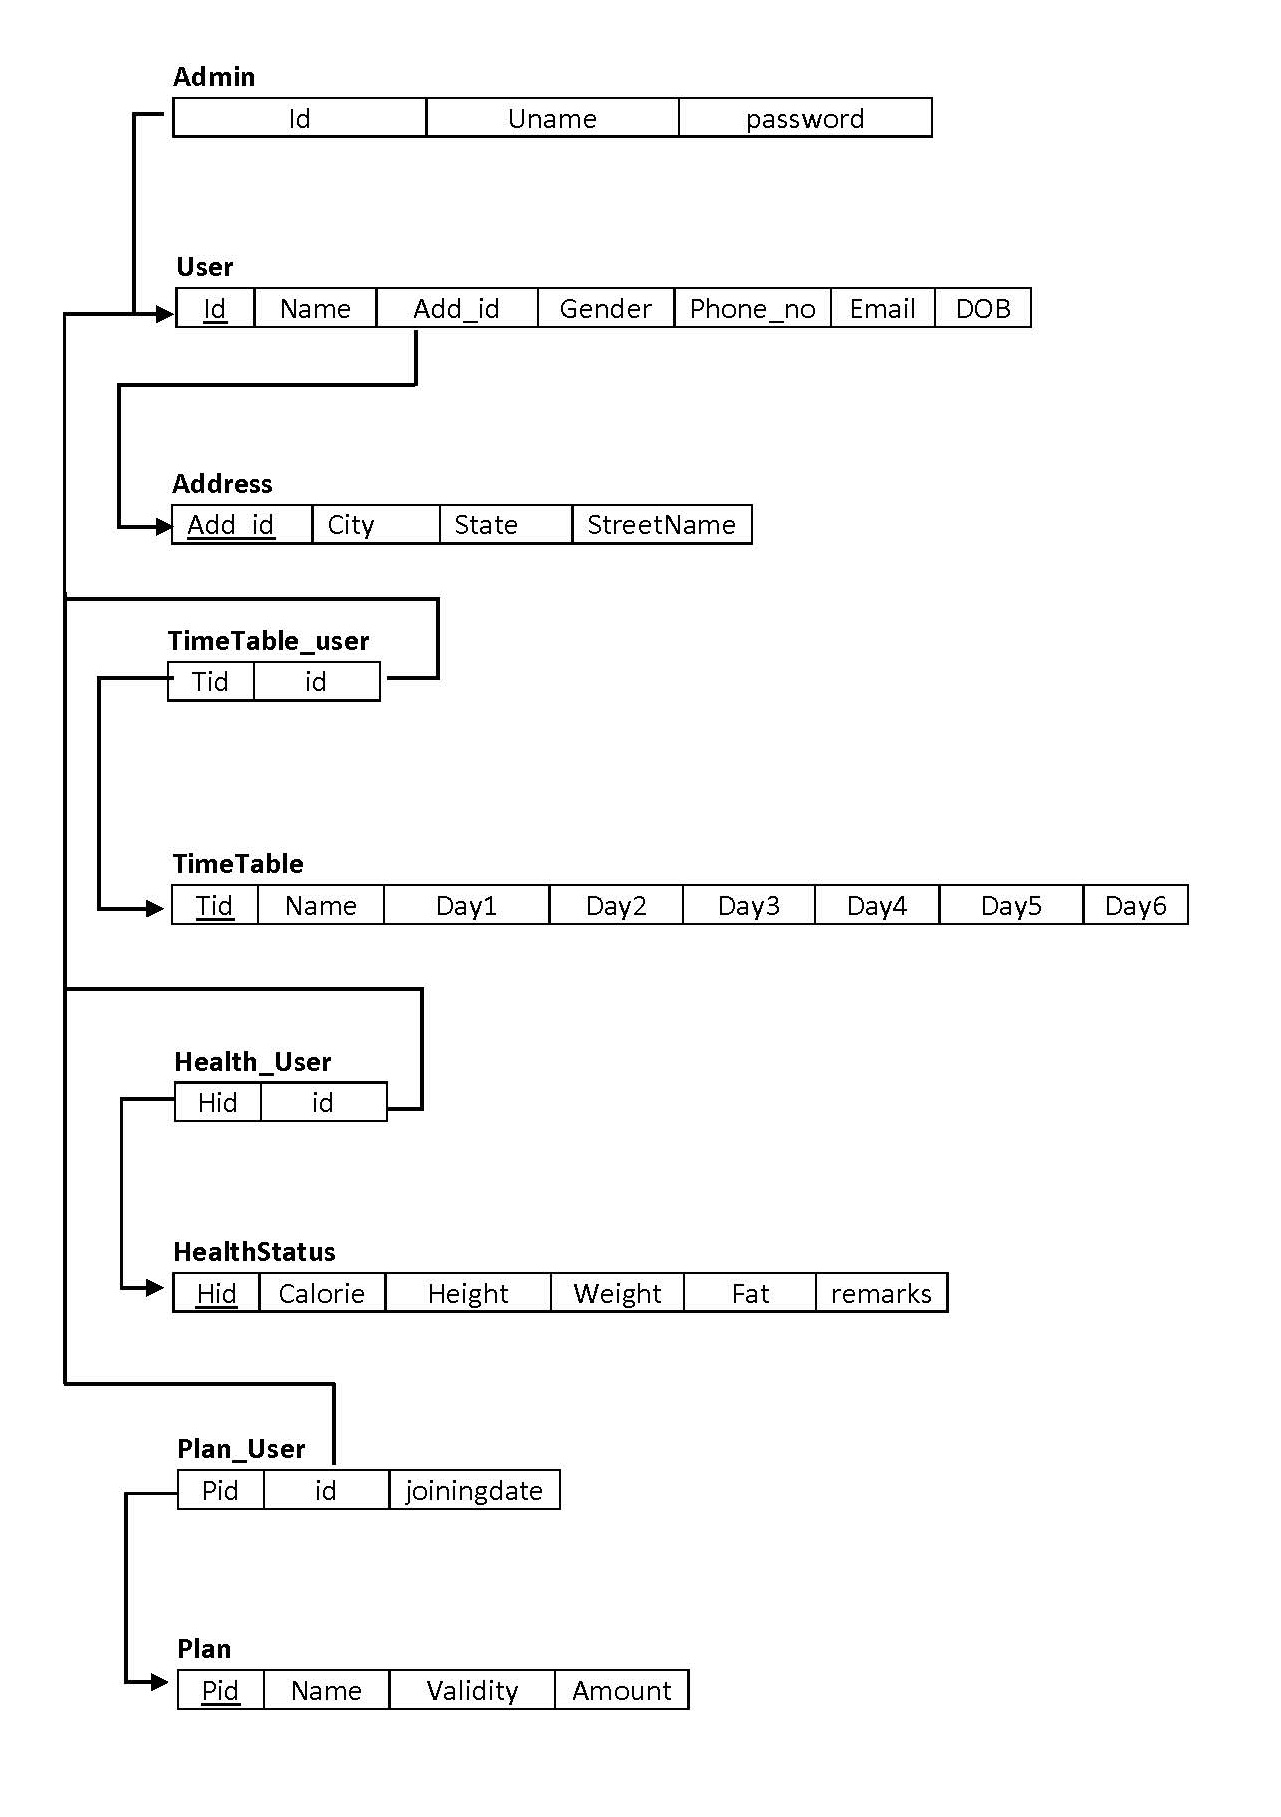 Admin
Id Uname password
User
Id Name Add_id Gender Phone_no Email DOB
Address
Add_id City State StreetName
TimeTable_user
Tid id
TimeTable
Tid Name Day1 Day2 Day3 Day4 Day5 Day6
Health_User
Hid id
HealthStatus
Hid Calorie Height Weight Fat remarks
Plan_User
Pid id joiningdate
Plan
Pid Name Validity Amount